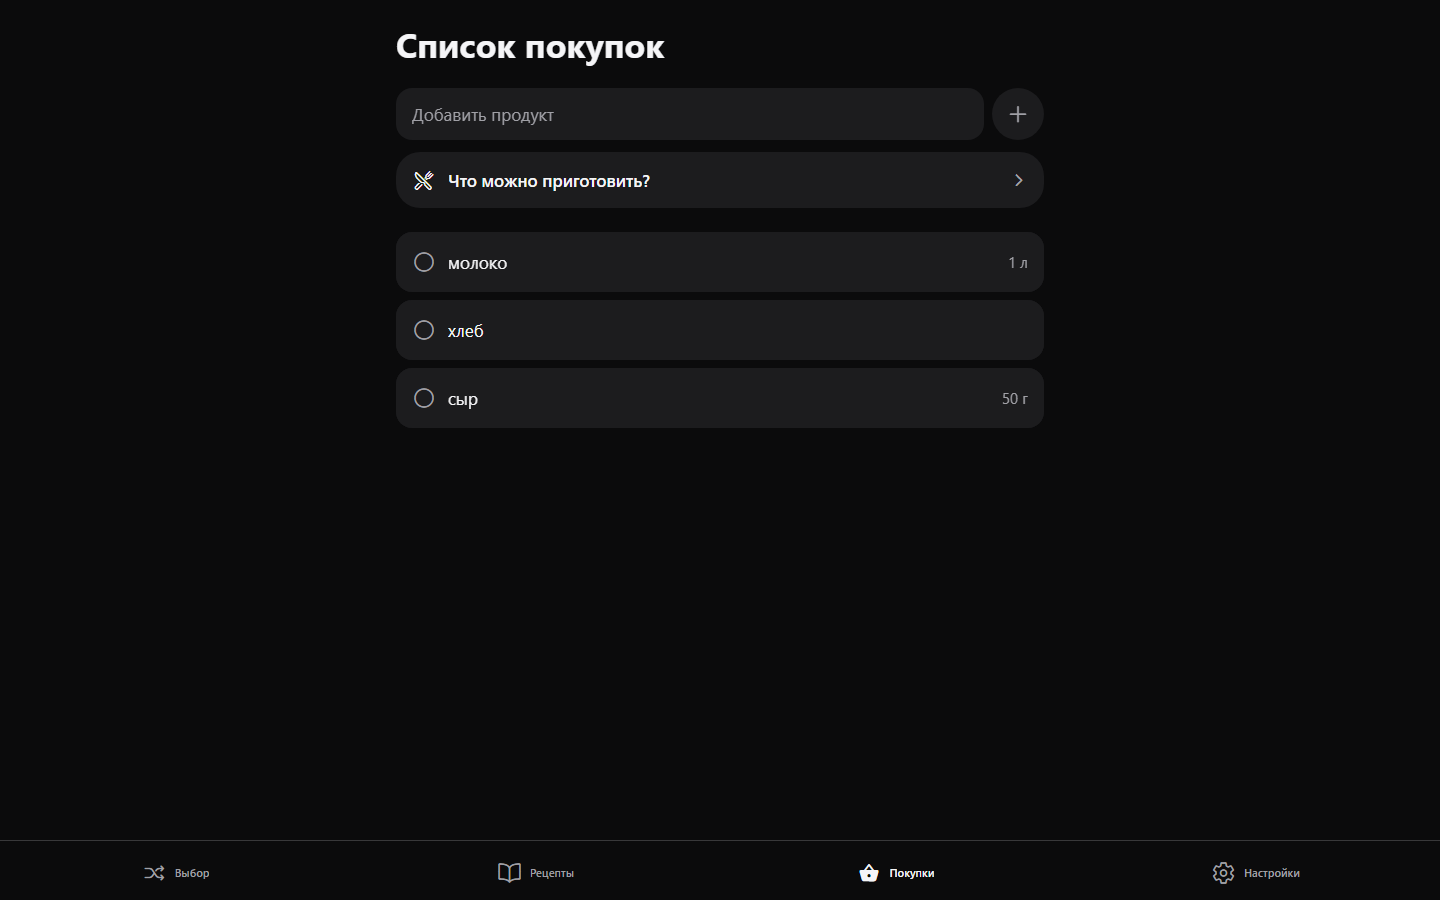 Список покупок
Добавить продукт
Что можно приготовить?
молоко 1 л
хлеб
сыр 50 г
Выбор Рецепты Покупки Настройки